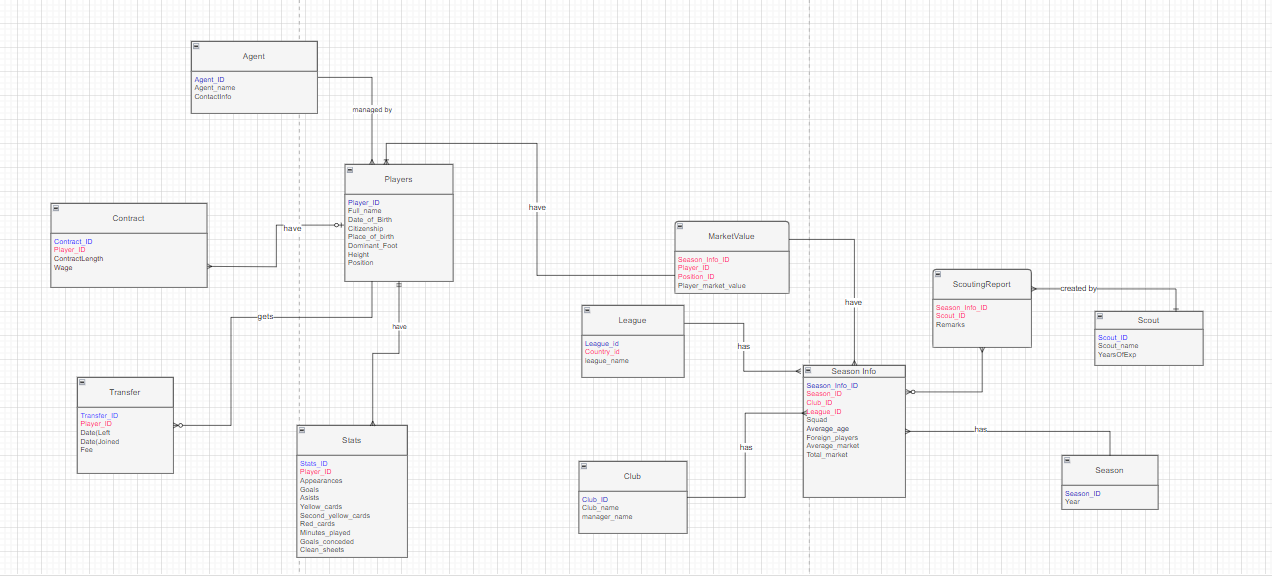 Agent
Agent_ID
Agent_name
ContactInfo
managed by
Players
Player_ID
Full_name
Date_of_Birth
Citizenship
Place_of_birth
Dominant_Foot
Height
Position
Contract
Contract_ID
Player_ID
ContractLength
Wage
have
have
MarketValue
Season_Info_ID
Player_ID
Position_ID
Player_market_value
have
ScoutingReport
Season_Info_ID
Scout_ID
Remarks
created by
Scout
Scout_ID
Scout_name
YearsOfExp
League
League_id
Country_id
league_name
has
gets
have
Season Info
Season_Info_ID
Season_ID
Club_ID
League_ID
Squad
Average_age
Foreign_players
Average_market
Total_market
Transfer
Transfer_ID
Player_ID
Date(Left
Date(Joined
Fee
Stats
Stats_ID
Player_ID
Appearances
Goals
Asists
Yellow_cards
Second_yellow_cards
Red_cards
Minutes_played
Goals_conceded
Clean_sheets
has
Club
Club_ID
Club_name
manager_name
has
Season
Season_ID
Year